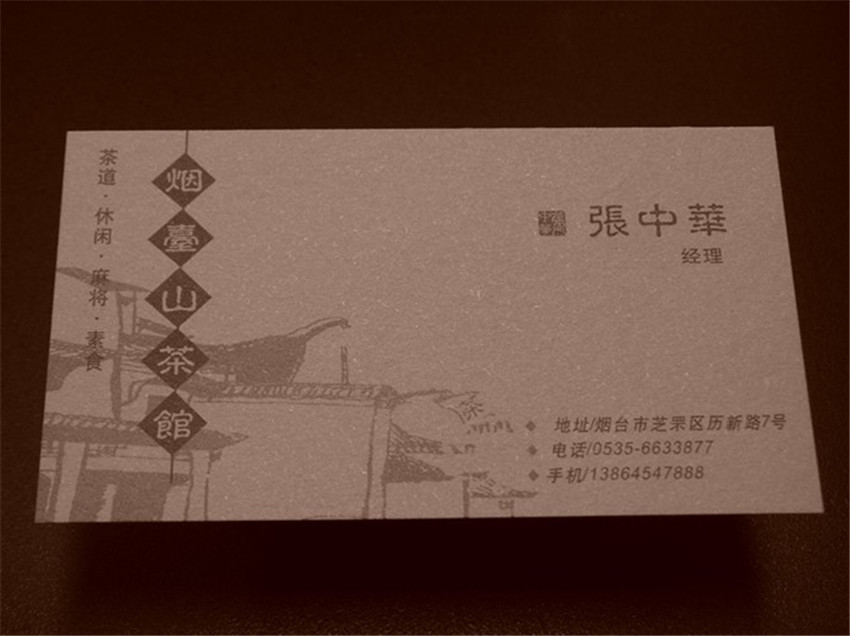 茶道·休闲·麻将·素食
烟臺山茶館
張中華
经理
地址/烟台市芝罘区历新路7号
电话/0535-6633877
手机/13864547888
茶